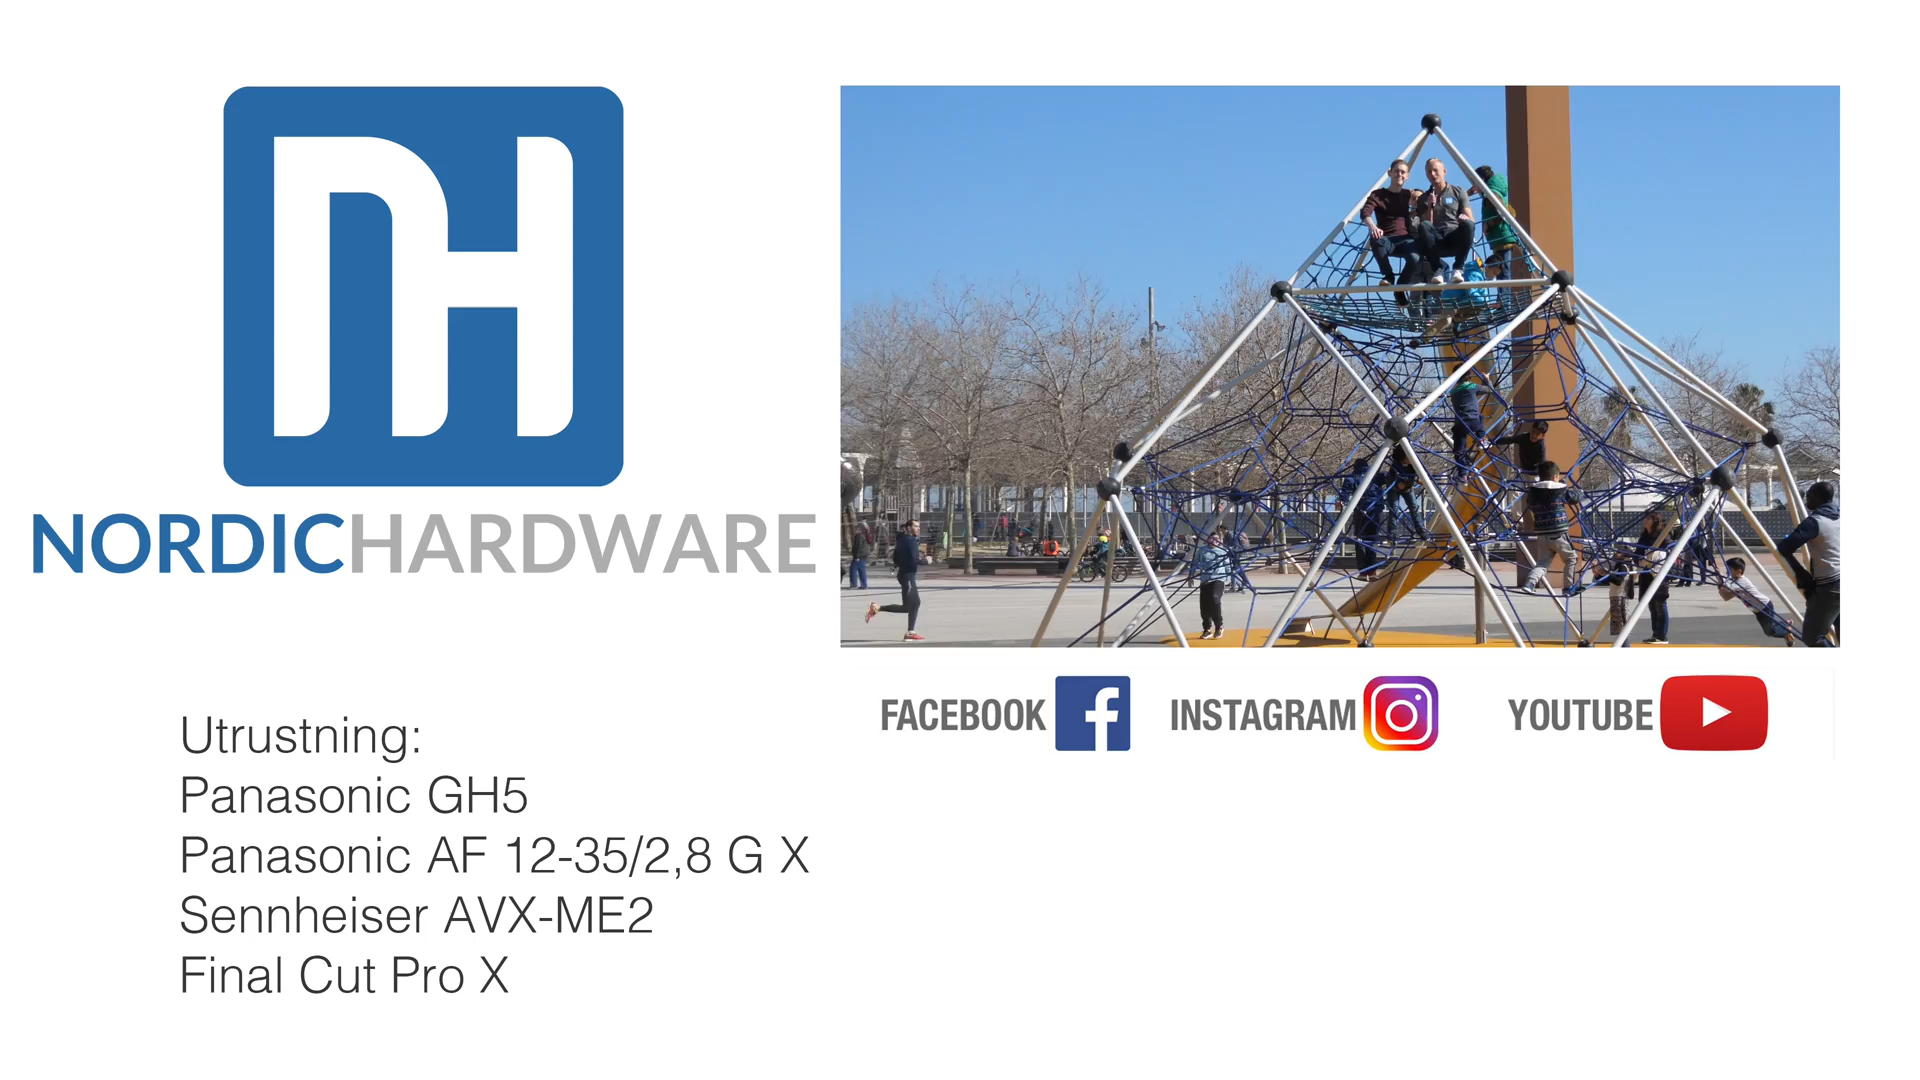 NH
NORDICHARDWARE
FACEBOOK INSTAGRAM YOUTUBE
Utrustning:
Panasonic GH5
Panasonic AF 12-35/2,8 G X
Sennheiser AVX-ME2
Final Cut Pro X